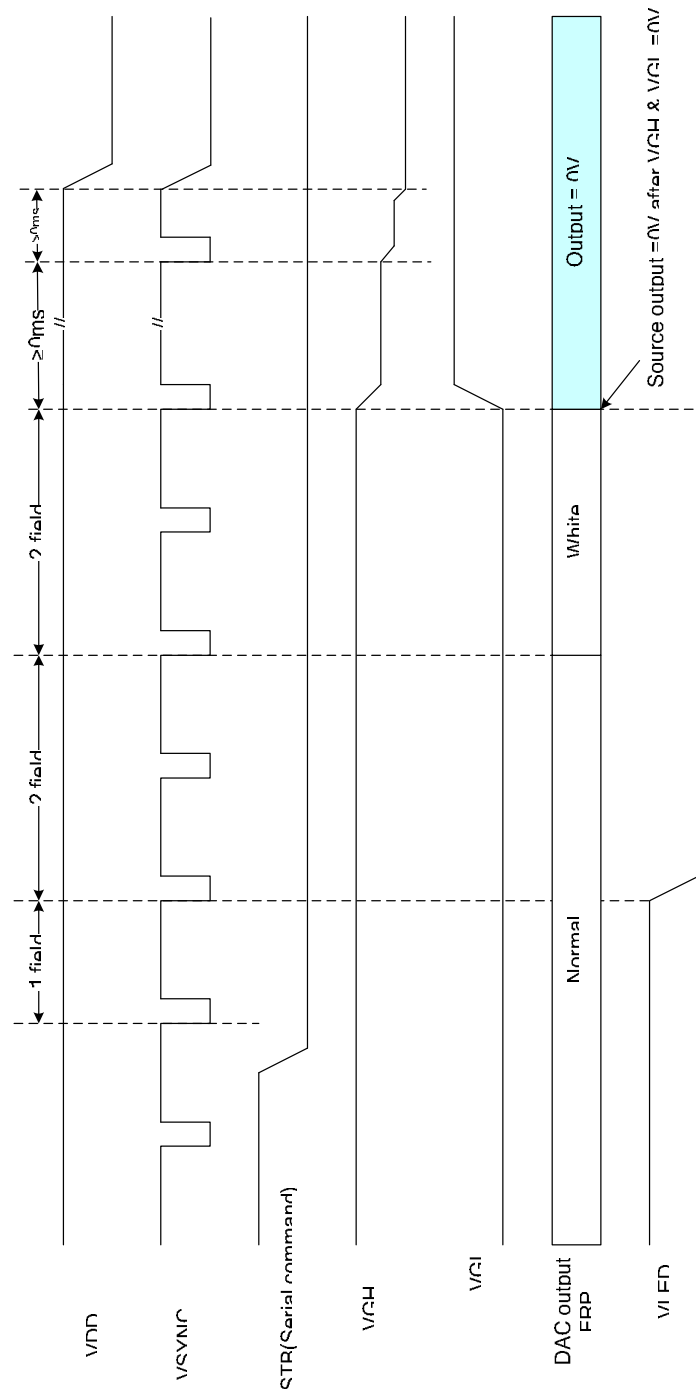 1 field
2 field
2 field
≥0ms
≥0ms
VDD
VSYNC
STB(Serial command)
VGH
VGL
DAC output
FRP
Normal
White
Output = 0V
Source output =0V after VGH & VGL =0V
VLED